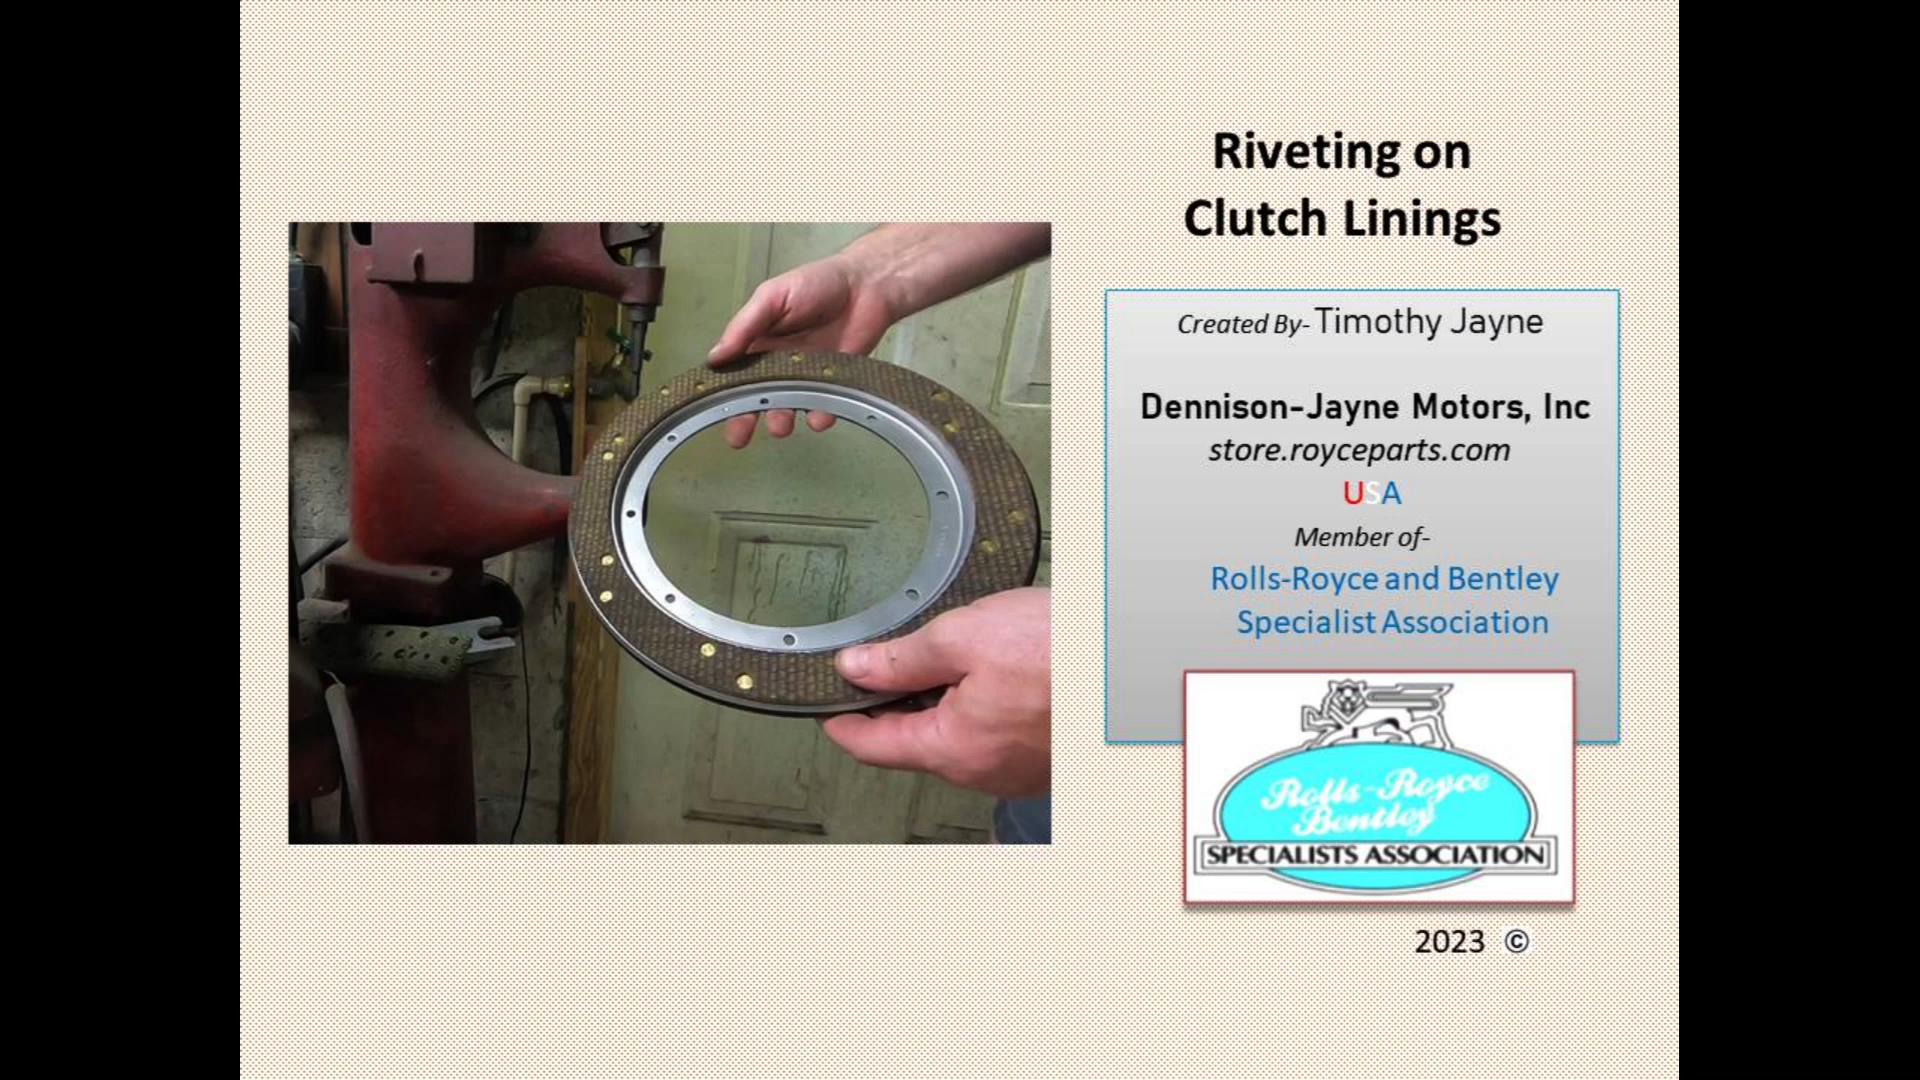 Riveting on
Clutch Linings
Created By- Timothy Jayne
Dennison-Jayne Motors, Inc
store.royceparts.com
USA
Member of-
Rolls-Royce and Bentley
Specialist Association
Rolls-Royce
Bentley
SPECIALISTS ASSOCIATION
2023 ©